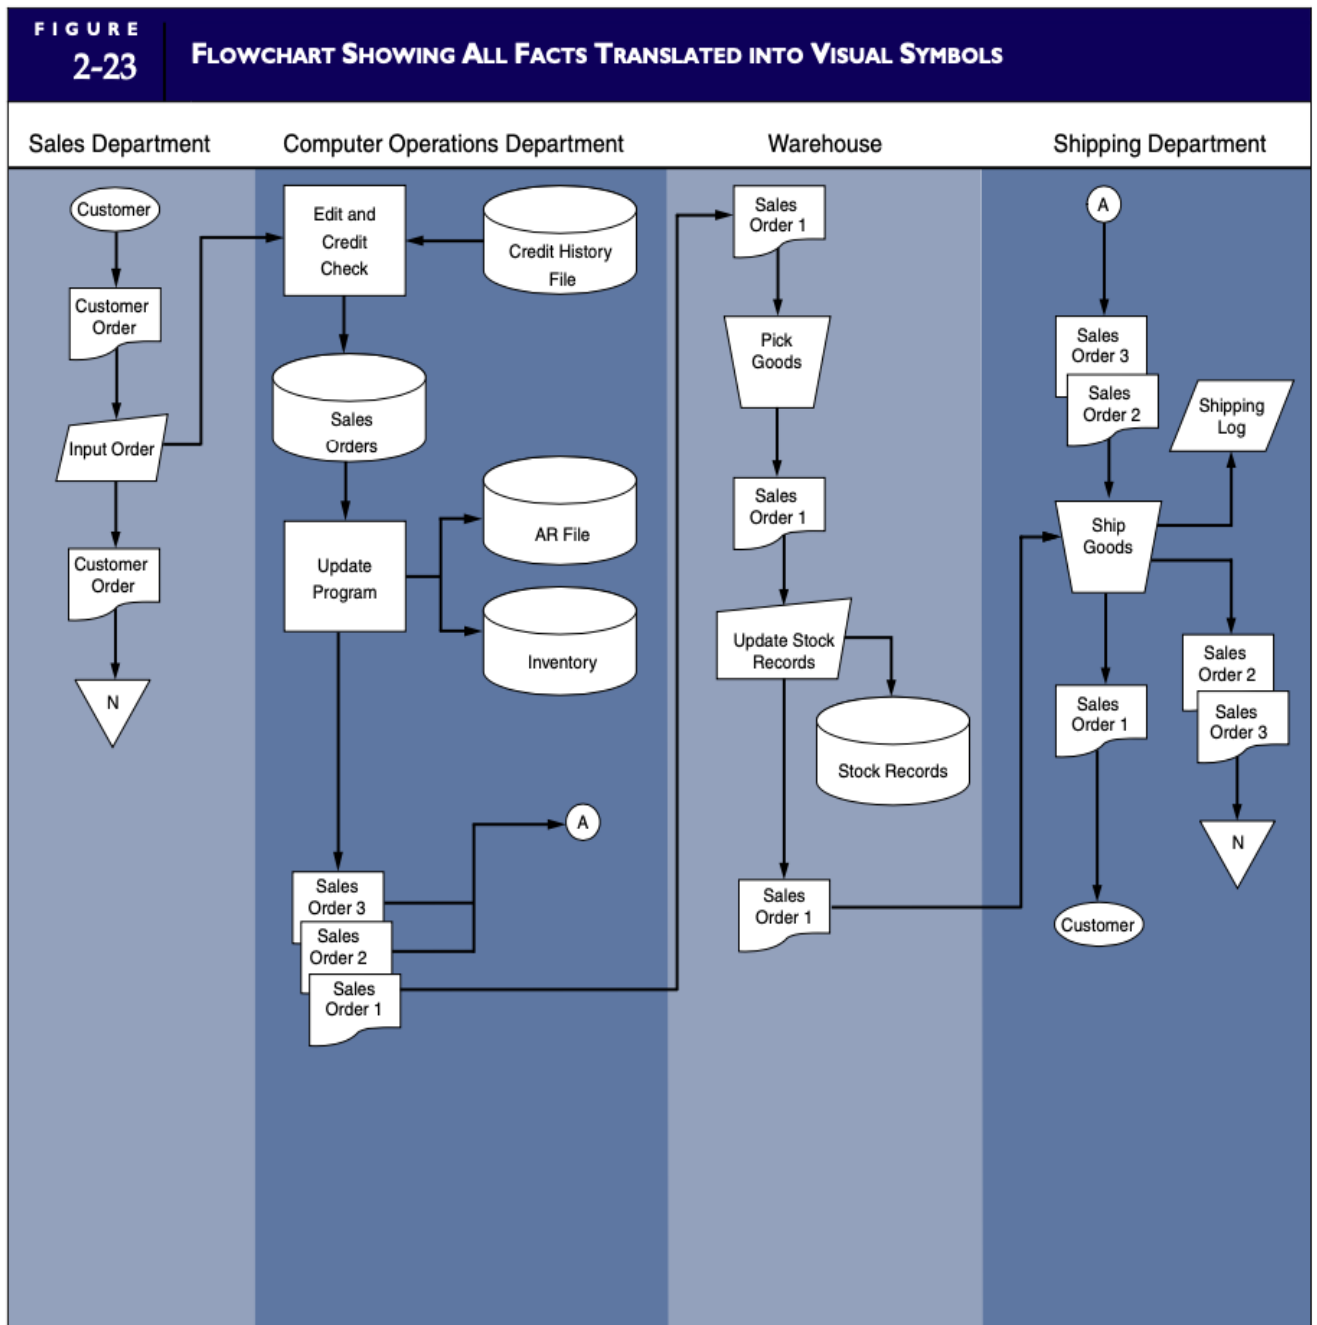 FIGURE
2-23
FLOWCHART SHOWING ALL FACTS TRANSLATED INTO VISUAL SYMBOLS
Sales Department
Computer Operations Department
Warehouse
Shipping Department
Customer
Customer
Order
Input Order
Customer
Order
N
Edit and
Credit
Check
Credit History
File
Sales
Orders
Update
Program
AR File
Inventory
A
Sales
Order 3
Sales
Order 2
Sales
Order 1
Sales
Order 1
Pick
Goods
Sales
Order 1
Update Stock
Records
Stock Records
Sales
Order 1
A
Sales
Order 3
Sales
Order 2
Shipping
Log
Ship
Goods
Sales
Order 1
Sales
Order 2
Sales
Order 3
N
Customer